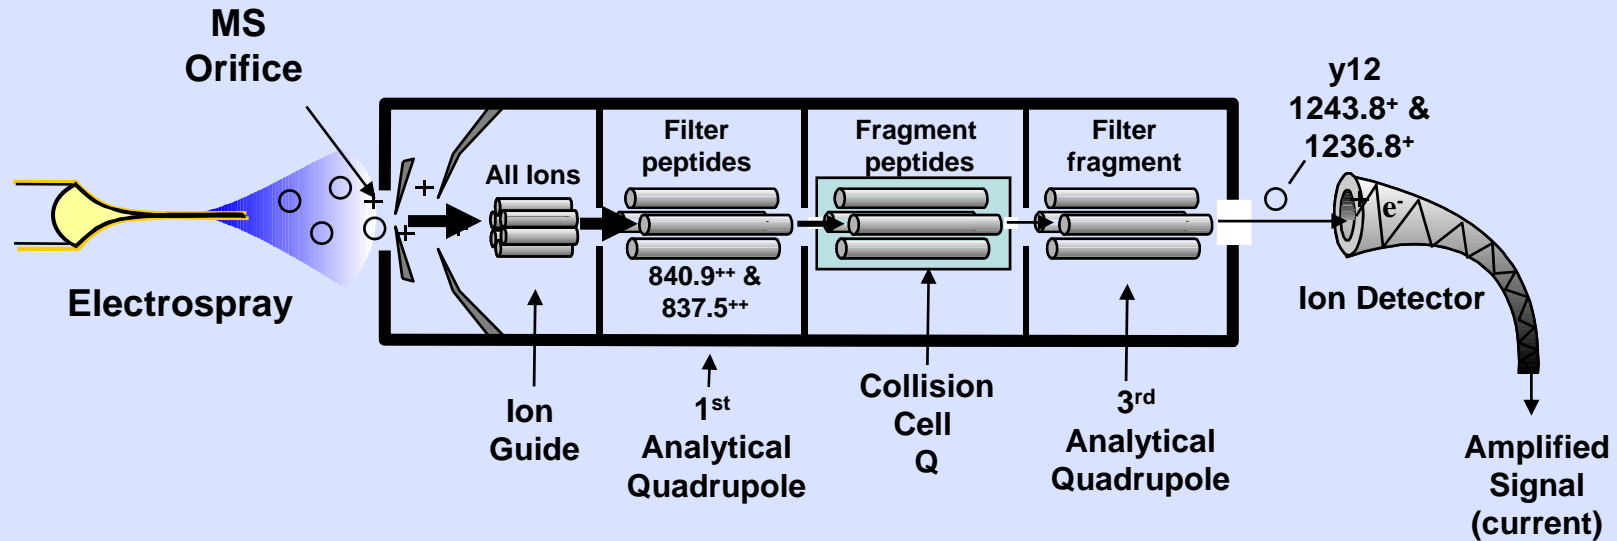 MS
Orifice
Electrospray
All Ions
Ion
Guide
Filter
peptides
840.9⁺⁺ &
837.5⁺⁺
1ˢᵗ
Analytical
Quadrupole
Fragment
peptides
Collision
Cell
Q
Filter
fragment
3ʳᵈ
Analytical
Quadrupole
y12
1243.8⁺ &
1236.8⁺
e⁻
Ion Detector
Amplified
Signal
(current)
+
+
+
+
+